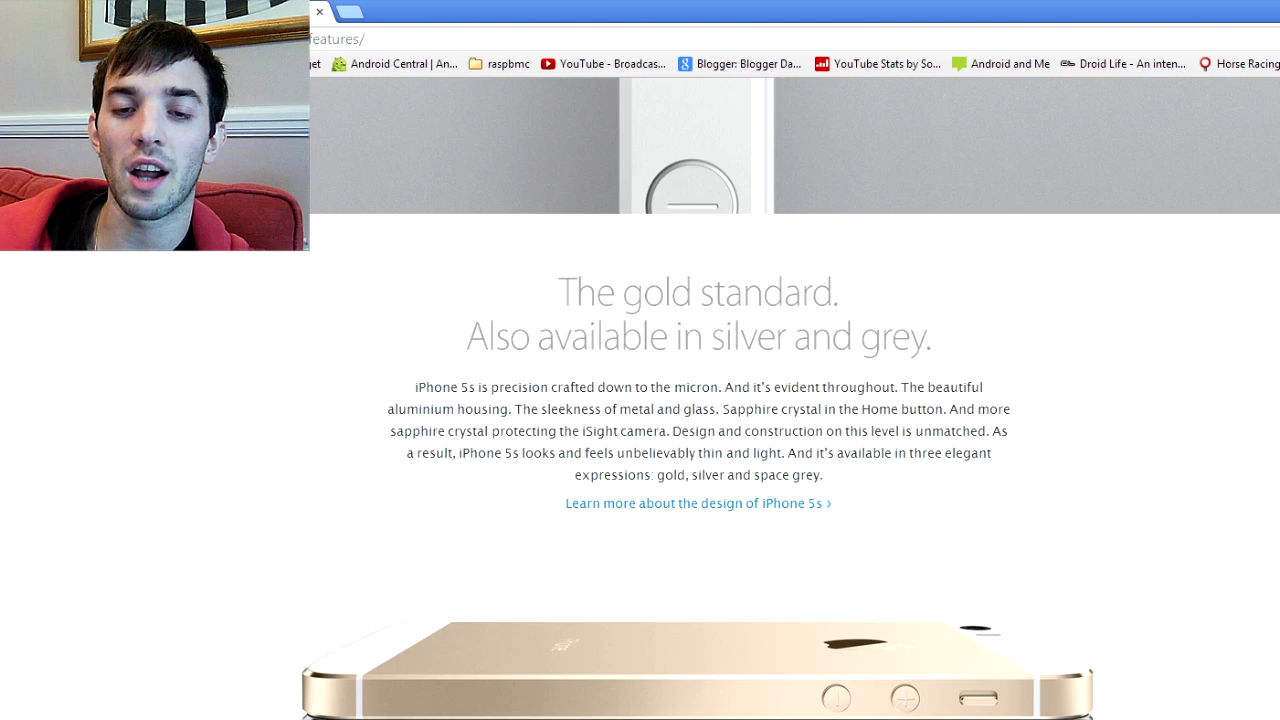 features/
get Android Central | An... raspbmc YouTube - Broadcas... Blogger: Blogger Da... YouTube Stats by So... Android and Me Droid Life - An inten... Horse Racing
The gold standard.
Also available in silver and grey.
iPhone 5s is precision crafted down to the micron. And it's evident throughout. The beautiful
aluminium housing. The sleekness of metal and glass. Sapphire crystal in the Home button. And more
sapphire crystal protecting the iSight camera. Design and construction on this level is unmatched. As
a result, iPhone 5s looks and feels unbelievably thin and light. And it's available in three elegant
expressions: gold, silver and space grey.
Learn more about the design of iPhone 5s ›